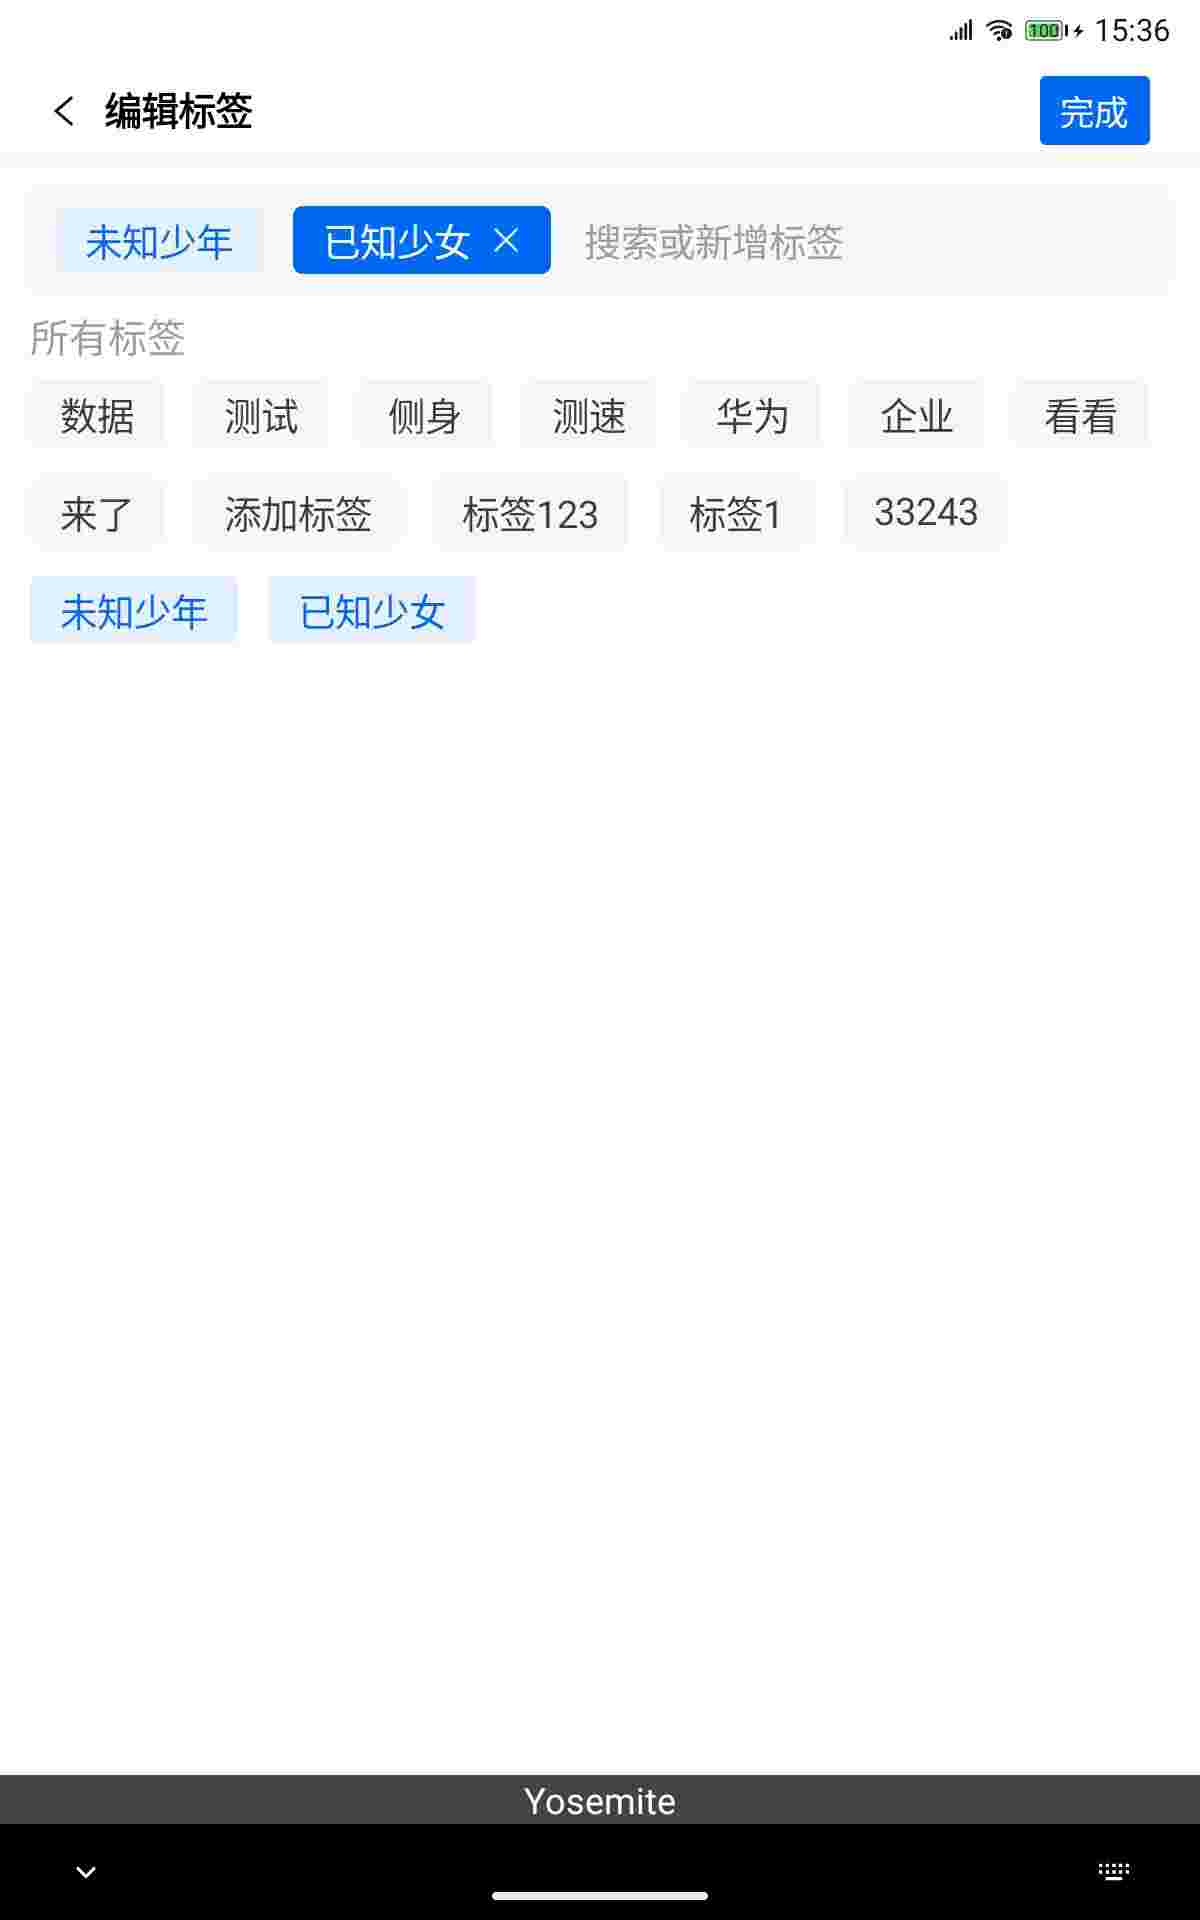 100 15:36
编辑标签 完成
未知少年 已知少女 搜索或新增标签
所有标签
数据 测试 侧身 测速 华为 企业 看看
来了 添加标签 标签123 标签1 33243
未知少年 已知少女
Yosemite